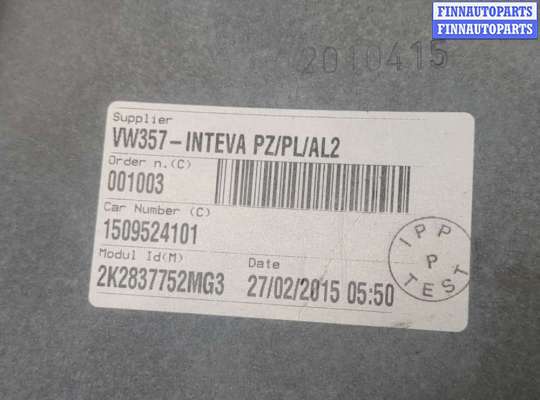 FINNAUTOPARTS
FINNAUTOPARTS
2010415
Supplier
VW357-INTEVA PZ/PL/AL2
Order n.(C)
001003
Car Number (C)
1509524101
Modul Id(M)
Date
2K2837752MG3
27/02/2015 05:50
IPP
P
TEST